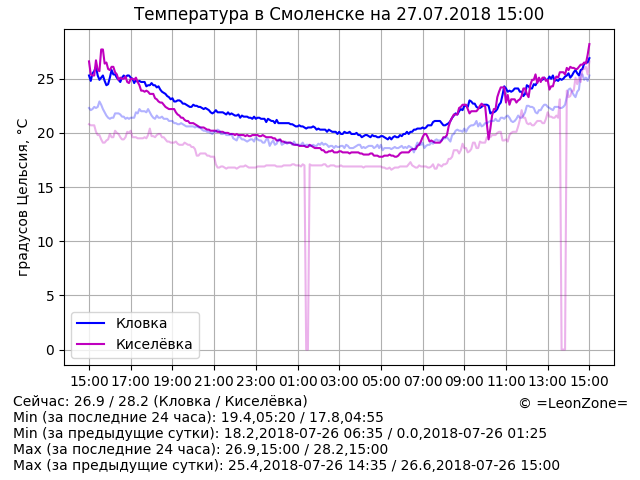 Температура в Смоленске на 27.07.2018 15:00
градусов Цельсия, °C
25
20
15
10
5
0
Кловка
Киселёвка
15:00 17:00 19:00 21:00 23:00 01:00 03:00 05:00 07:00 09:00 11:00 13:00 15:00
Сейчас: 26.9 / 28.2 (Кловка / Киселёвка)
© =LeonZone=
Min (за последние 24 часа): 19.4,05:20 / 17.8,04:55
Min (за предыдущие сутки): 18.2,2018-07-26 06:35 / 0.0,2018-07-26 01:25
Max (за последние 24 часа): 26.9,15:00 / 28.2,15:00
Max (за предыдущие сутки): 25.4,2018-07-26 14:35 / 26.6,2018-07-26 15:00